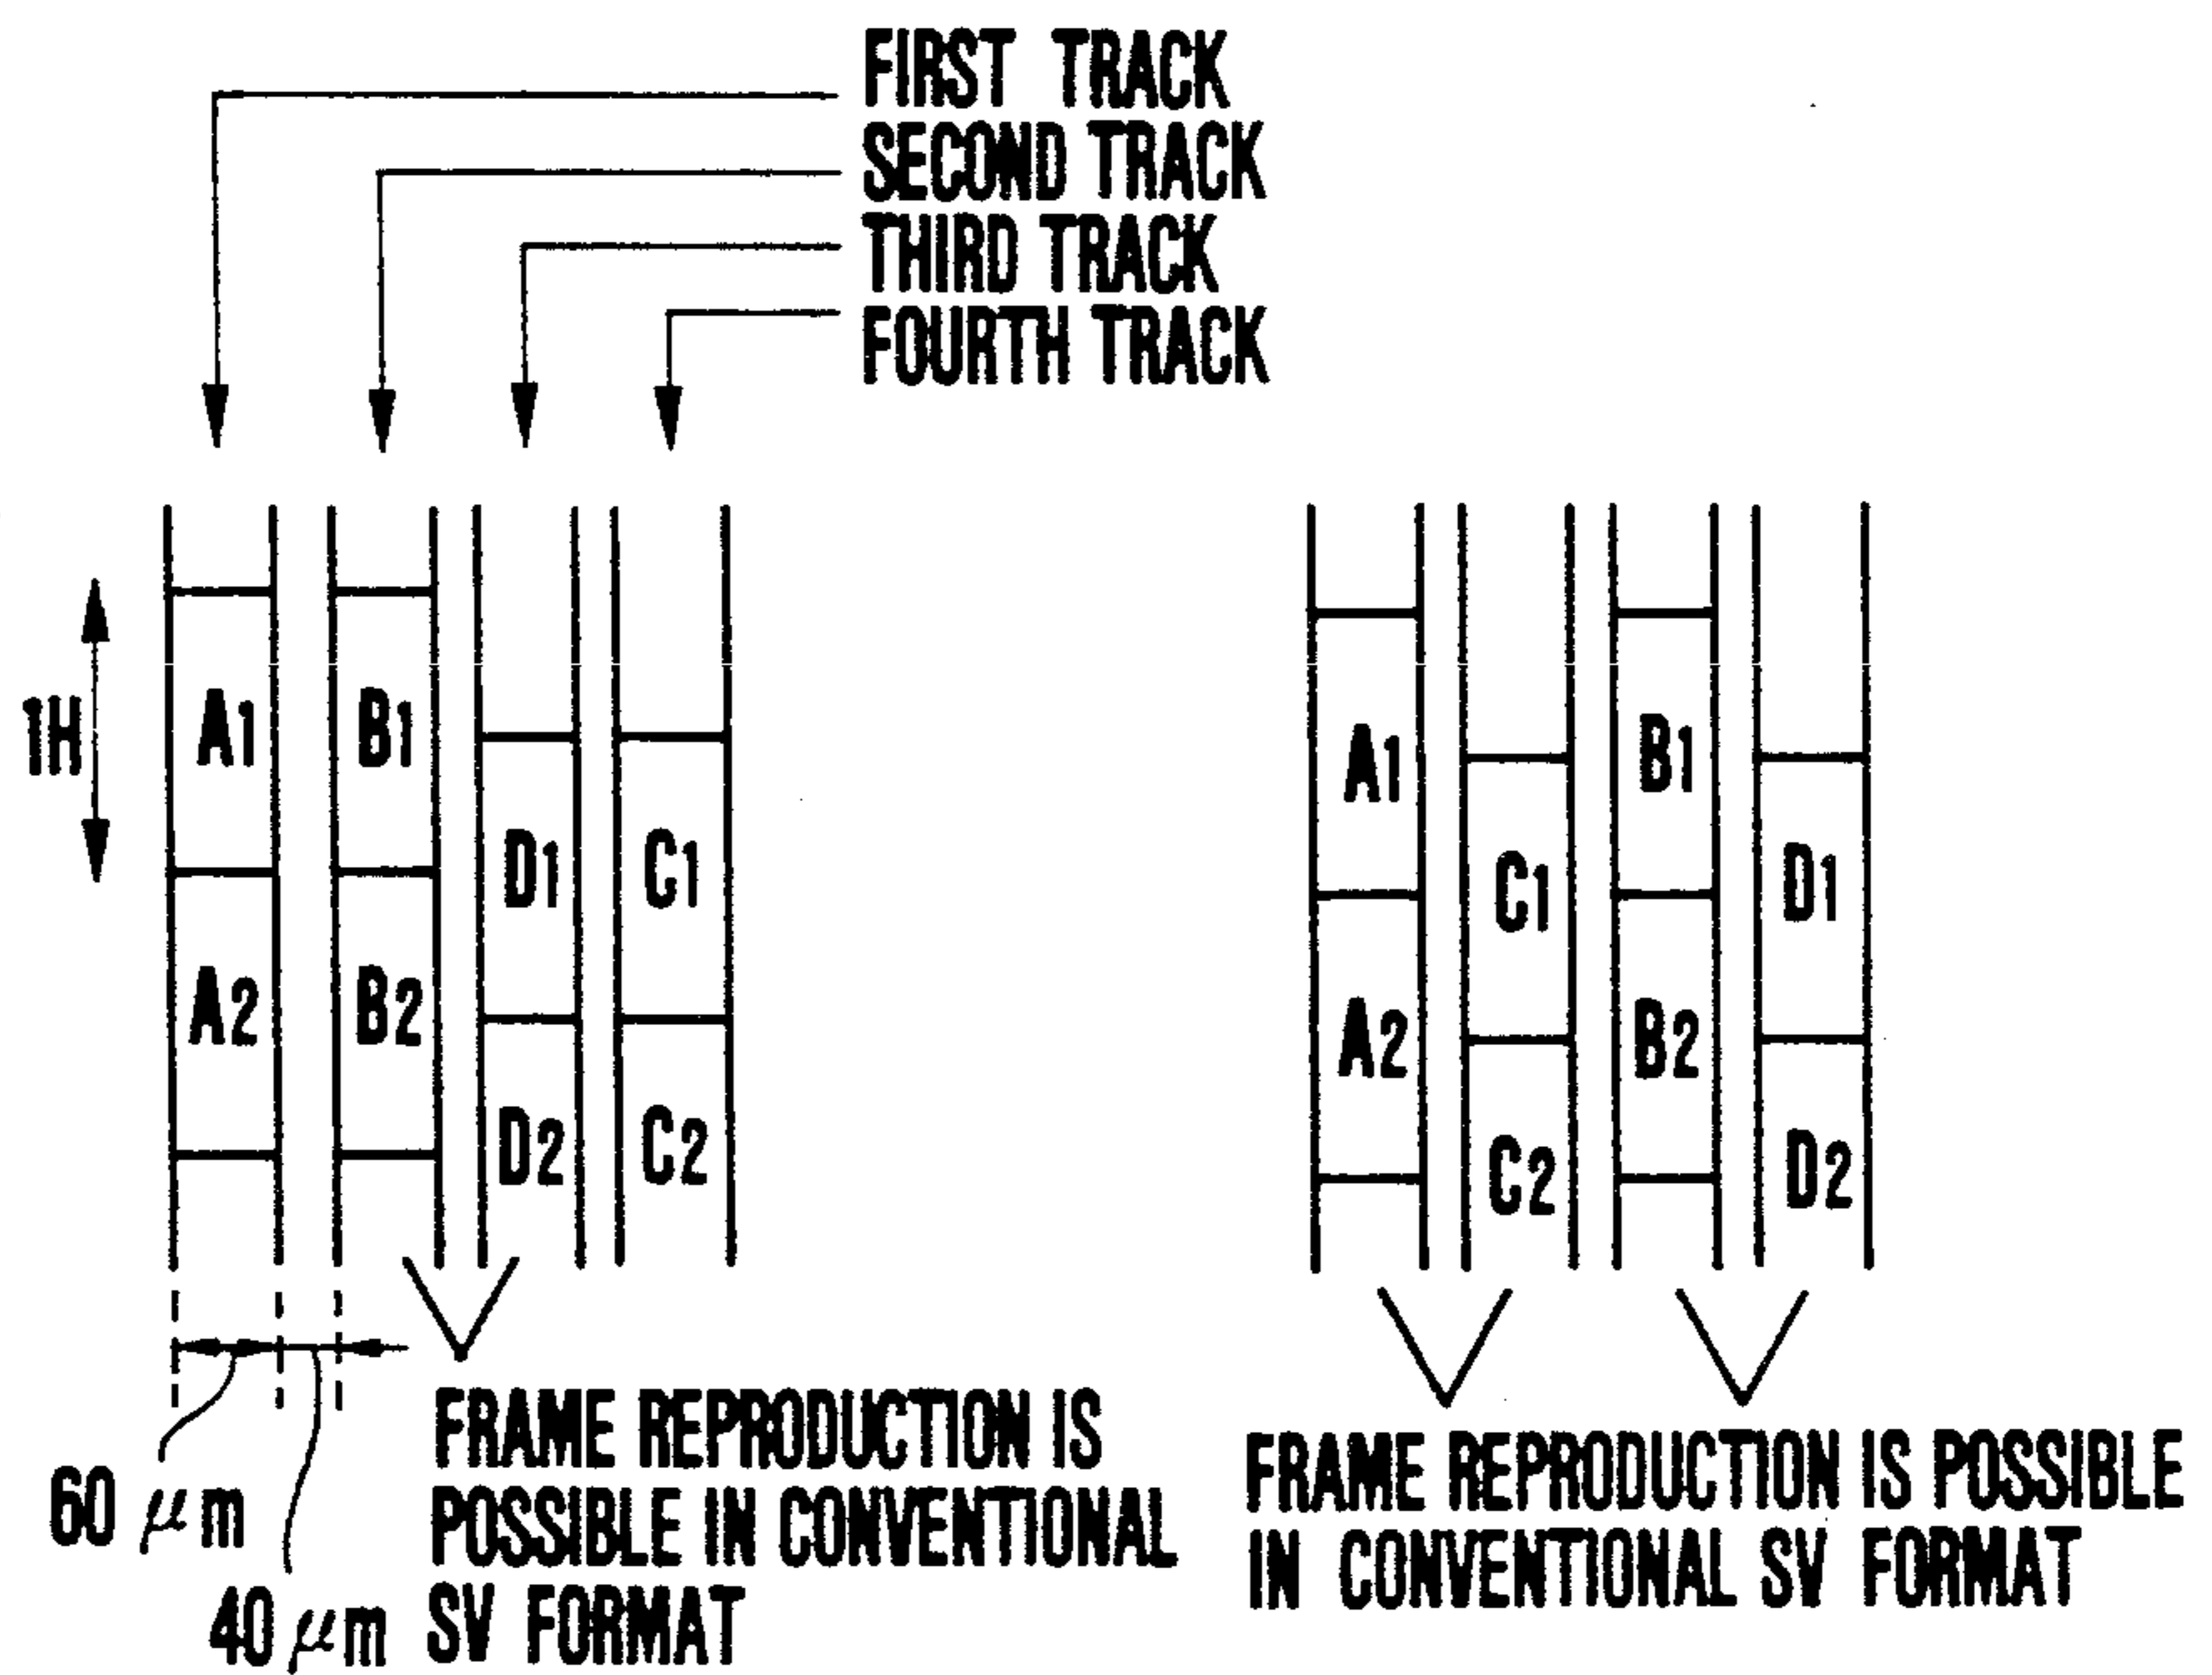 FIRST TRACK
SECOND TRACK
THIRD TRACK
FOURTH TRACK
1H
A1
B1
D1
C1
A2
B2
D2
C2
60 μm
40 μm
FRAME REPRODUCTION IS
POSSIBLE IN CONVENTIONAL
SV FORMAT
A1
C1
B1
D1
A2
C2
B2
D2
FRAME REPRODUCTION IS POSSIBLE
IN CONVENTIONAL SV FORMAT